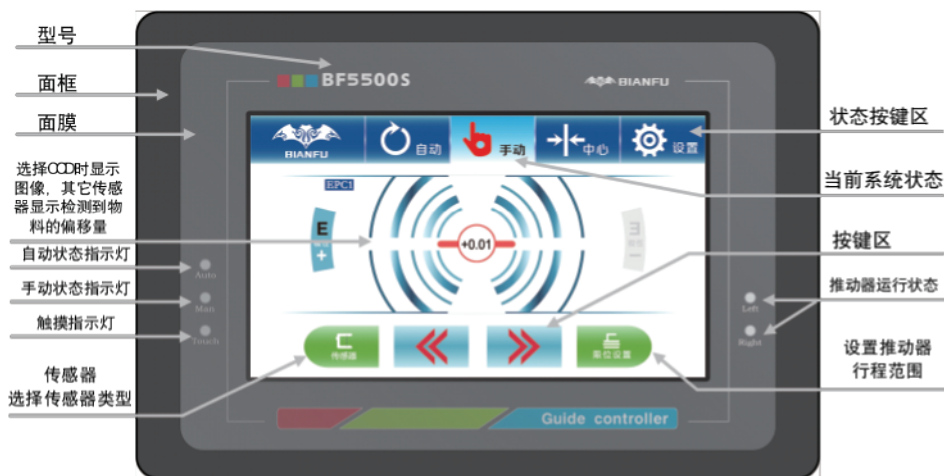 型号
面框
面膜
选择CCD时显示
图像，其它传感
器显示检测到物
料的偏移量
自动状态指示灯
手动状态指示灯
触摸指示灯
传感器
选择传感器类型
BF5500S
BIANFU
BIANFU
自动
手动
中心
设置
EPC1
E
+
+0.01
E
−
Auto
Man
Touch
Left
Right
传感器
限位设置
Guide controller
状态按键区
当前系统状态
按键区
推动器运行状态
设置推动器
行程范围